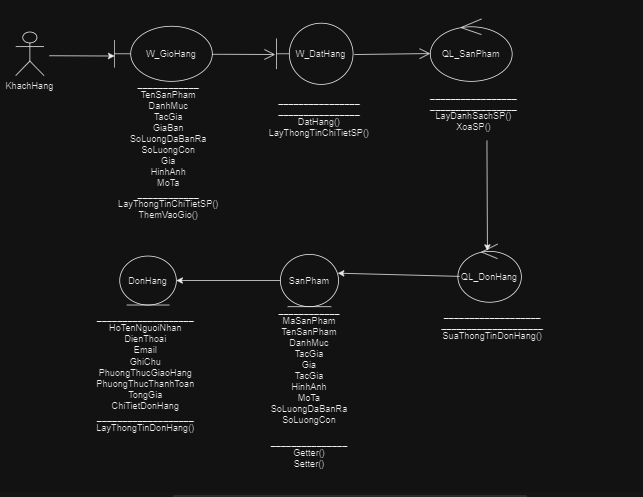 KhachHang
W_GioHang
TenSanPham
DanhMuc
TacGia
GiaBan
SoLuongDaBanRa
SoLuongCon
Gia
HinhAnh
MoTa
LayThongTinChiTietSP()
ThemVaoGio()
W_DatHang
DatHang()
LayThongTinChiTietSP()
QL_SanPham
LayDanhSachSP()
XoaSP()
QL_DonHang
SuaThongTinDonHang()
SanPham
MaSanPham
TenSanPham
DanhMuc
TacGia
Gia
TacGia
HinhAnh
MoTa
SoLuongDaBanRa
SoLuongCon
Getter()
Setter()
DonHang
HoTenNguoiNhan
DienThoai
Email
GhiChu
PhuongThucGiaoHang
PhuongThucThanhToan
TongGia
ChiTietDonHang
LayThongTinDonHang()